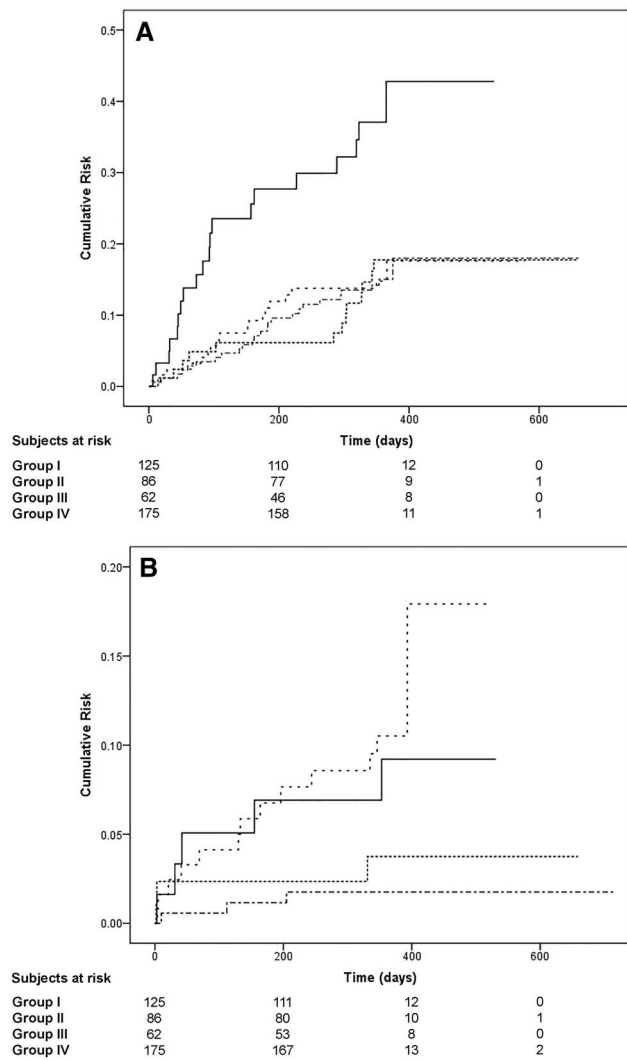 A
0.5
0.4
0.3
0.2
0.1
0.0
Cumulative Risk
0 200 400 600
Subjects at risk Time (days)
Group I 125 110 12 0
Group II 86 77 9 1
Group III 62 46 8 0
Group IV 175 158 11 1
B
0.20
0.15
0.10
0.05
0.00
Cumulative Risk
0 200 400 600
Subjects at risk Time (days)
Group I 125 111 12 0
Group II 86 80 10 1
Group III 62 53 8 0
Group IV 175 167 13 2